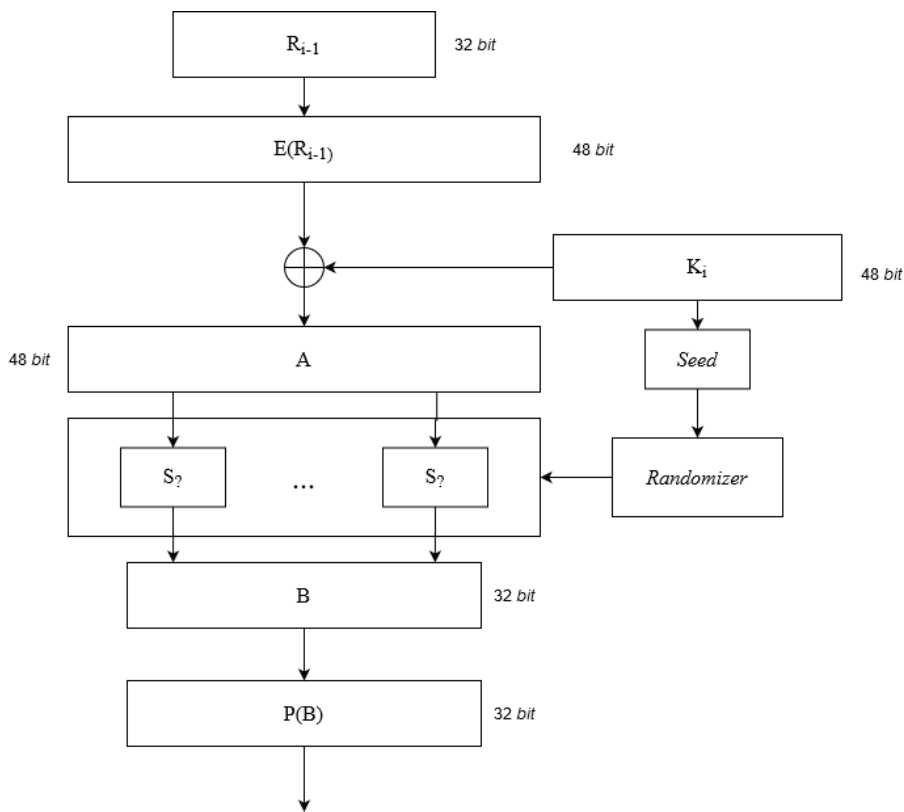 R_{i-1}
32 bit
E(R_{i-1})
48 bit
K_i
48 bit
Seed
48 bit
A
S_?
...
S_?
Randomizer
B
32 bit
P(B)
32 bit